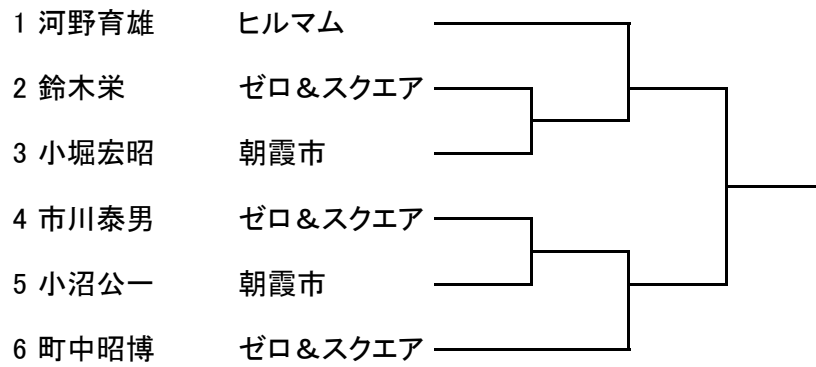 1 河野育雄 ヒルマム
2 鈴木栄 ゼロ&スクエア
3 小堀宏昭 朝霞市
4 市川泰男 ゼロ&スクエア
5 小沼公一 朝霞市
6 町中昭博 ゼロ&スクエア